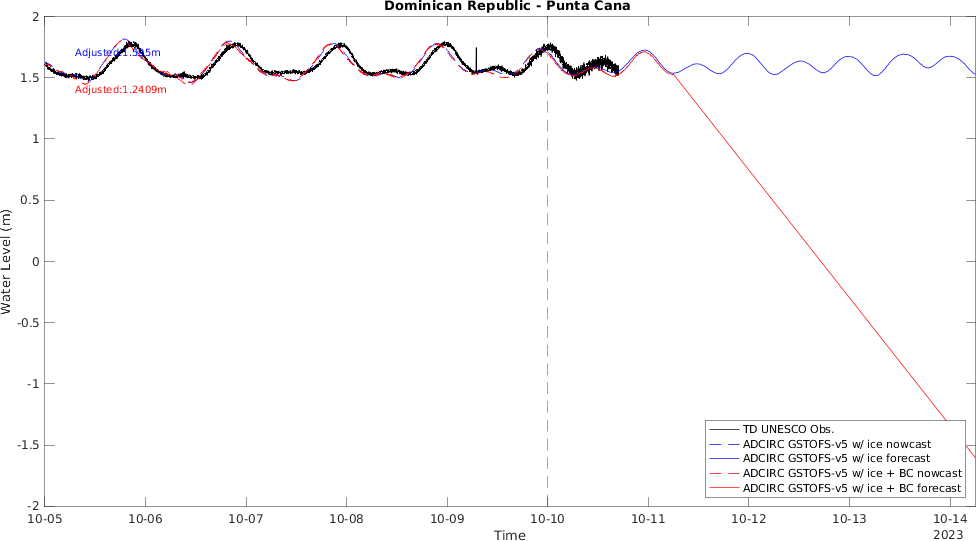 Dominican Republic - Punta Cana
2
1.5
1
0.5
0
-0.5
-1
-1.5
-2
Water Level (m)
Adjusted:1.2409m
TD UNESCO Obs.
ADCIRC GSTOFS-v5 w/ ice nowcast
ADCIRC GSTOFS-v5 w/ ice forecast
ADCIRC GSTOFS-v5 w/ ice + BC nowcast
ADCIRC GSTOFS-v5 w/ ice + BC forecast
10-05 10-06 10-07 10-08 10-09 10-10 10-11 10-12 10-13 10-14
2023
Time